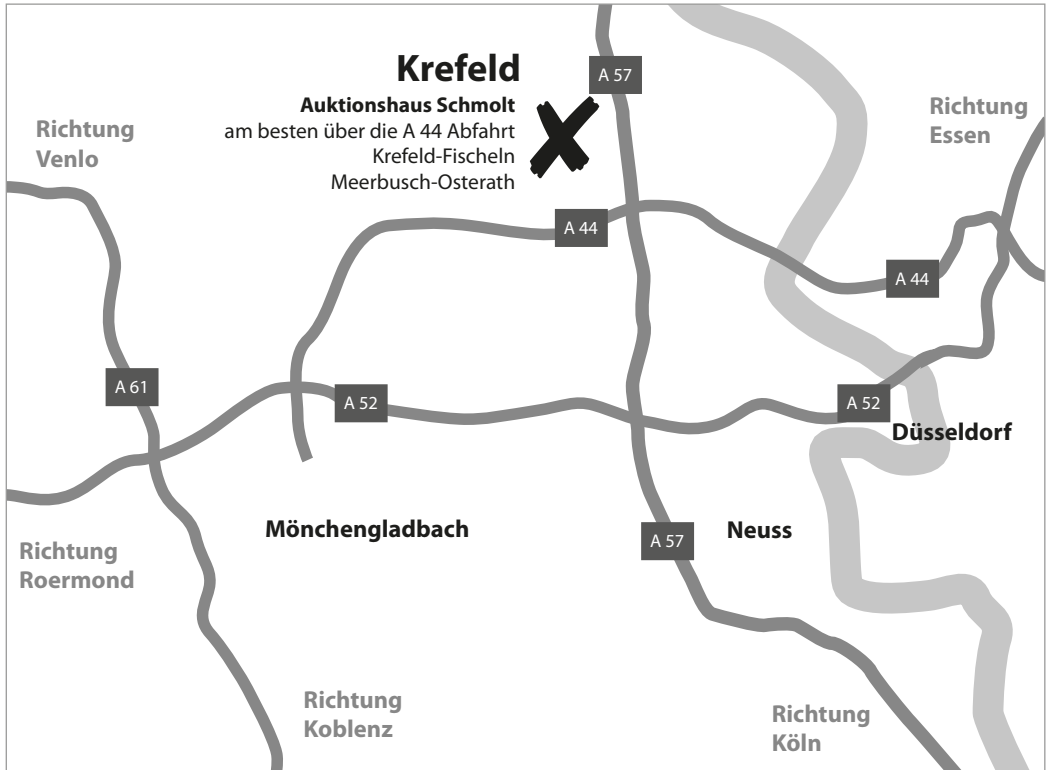 Krefeld
A 57
Auktionshaus Schmolt
am besten über die A 44 Abfahrt
Krefeld-Fischeln
Meerbusch-Osterath
Richtung
Venlo
Richtung
Essen
A 44
A 44
A 61
A 52
A 52
Düsseldorf
Mönchengladbach
A 57
Neuss
Richtung
Roermond
Richtung
Koblenz
Richtung
Köln